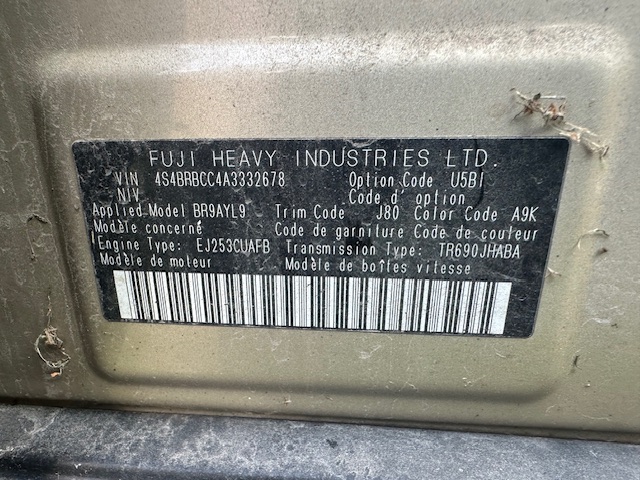 FUJI HEAVY INDUSTRIES LTD.
VIN 4S4BRBCC4A3332678 Option Code U5BI
NIV Code d' option
Applied Model BR9AYL9 Trim Code J80 Color Code A9K
Modèle concerné Code de garniture Code de couleur
Engine Type: EJ253CUAFB Transmission Type: TR690JHABA
Modèle de moteur Modèle de boîtes vitesse